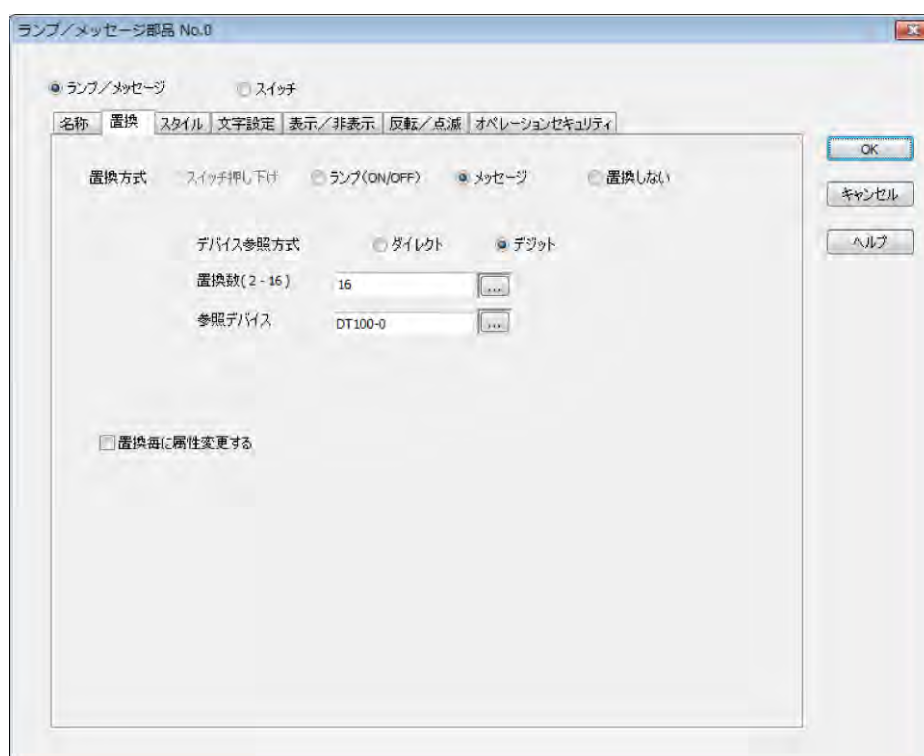 ランプ／メッセージ部品 No.0
ランプ／メッセージ スイッチ
名称 置換 スタイル 文字設定 表示／非表示 反転／点滅 オペレーションセキュリティ
OK
置換方式 スイッチ押し下げ ランプ(ON/OFF) メッセージ 置換しない
キャンセル
デバイス参照方式 ダイレクト デジット
ヘルプ
置換数(2-16) 16 ...
参照デバイス DT100-0 ...
置換毎に属性変更する